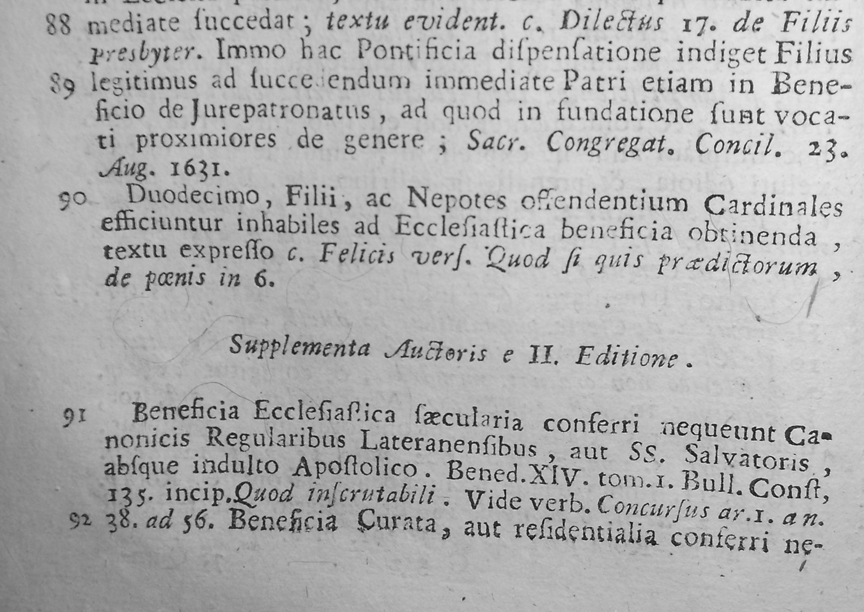 88 mediate ſuccedat; textu evident. c. Dilectus 17. de Filiis
presbyter. Immo hac Pontificia diſpenſatione indiget Filius
89 legitimus ad ſucce endum immediate Patri etiam in Bene-
ficio de Jurepatronatus, ad quod in fundatione ſunt voca-
ti proximiores de genere; Sacr. Congregat. Concil. 23.
Aug. 1631.
90 Duodecimo, Filii, ac Nepotes offendentium Cardinales
efficiuntur inhabiles ad Eccleſiaſtica beneficia obtinenda,
textu expreſſo c. Felicis verſ. Quod ſi quis prædictorum,
de pœnis in 6.
Supplementa Auctoris e II. Editione.
91 Beneficia Eccleſiaſtica ſæcularia conferri nequeunt Ca-
nonicis Regularibus Lateranenſibus, aut SS. Salvatoris,
abſque indulto Apoſtolico. Bened. XIV. tom. 1. Bull. Conſt,
135. incip. Quod inſcrutabili. Vide verb. Concurſus ar. 1. a n.
92 38. ad 56. Beneficia Curata, aut reſidentialia conferri ne-